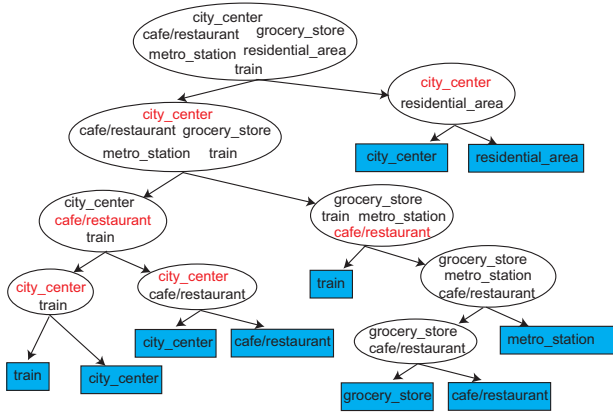 city_center
cafe/restaurant grocery_store
metro_station residential_area
train
city_center
residential_area
city_center
cafe/restaurant grocery_store
metro_station train
city_center
residential_area
city_center
cafe/restaurant
train
grocery_store
train metro_station
cafe/restaurant
city_center
train
city_center
cafe/restaurant
train
grocery_store
metro_station
cafe/restaurant
city_center
cafe/restaurant
grocery_store
cafe/restaurant
metro_station
train
city_center
grocery_store
cafe/restaurant